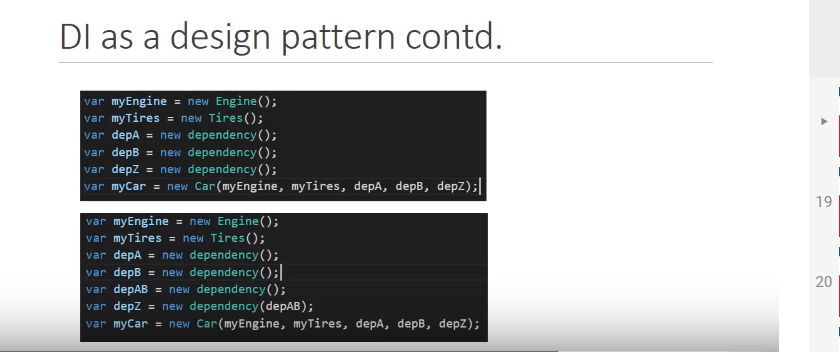 DI as a design pattern contd.
var myEngine = new Engine();
var myTires = new Tires();
var depA = new dependency();
var depB = new dependency();
var depZ = new dependency();
var myCar = new Car(myEngine, myTires, depA, depB, depZ);
var myEngine = new Engine();
var myTires = new Tires();
var depA = new dependency();
var depB = new dependency();
var depAB = new dependency();
var depZ = new dependency(depAB);
var myCar = new Car(myEngine, myTires, depA, depB, depZ);
19
20